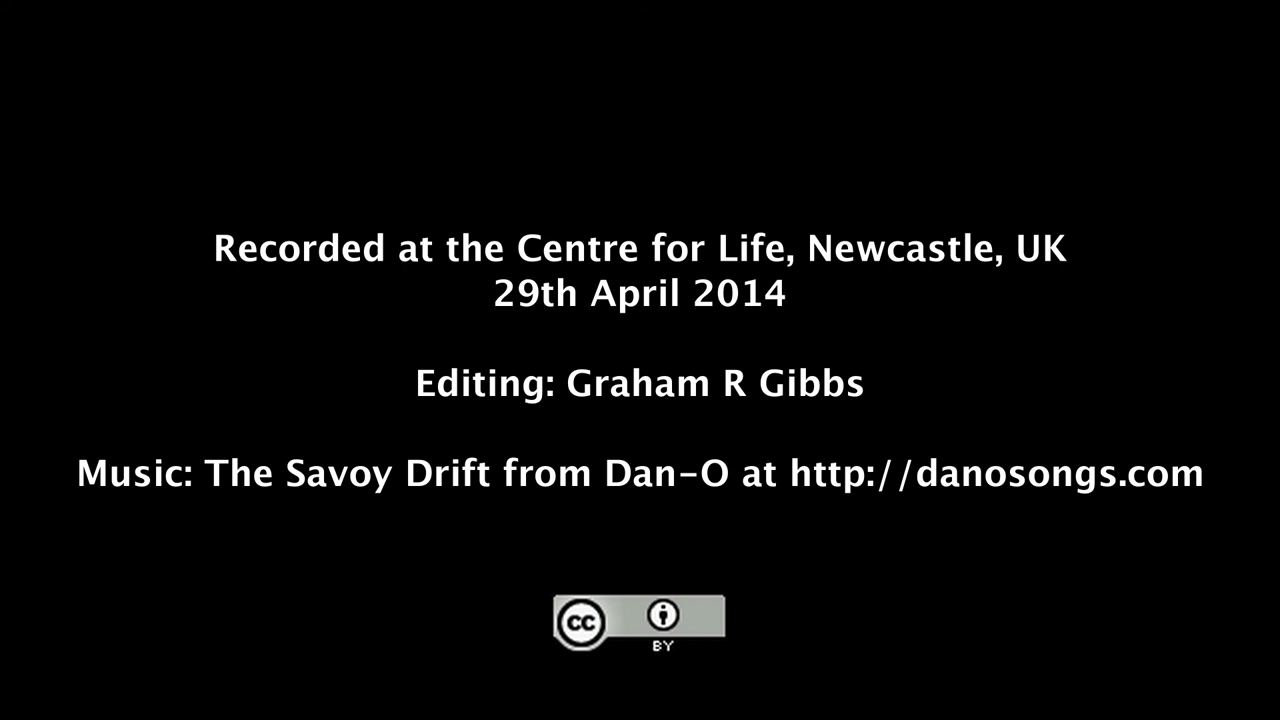 Recorded at the Centre for Life, Newcastle, UK
29th April 2014
Editing: Graham R Gibbs
Music: The Savoy Drift from Dan-O at http://danosongs.com
cc
BY